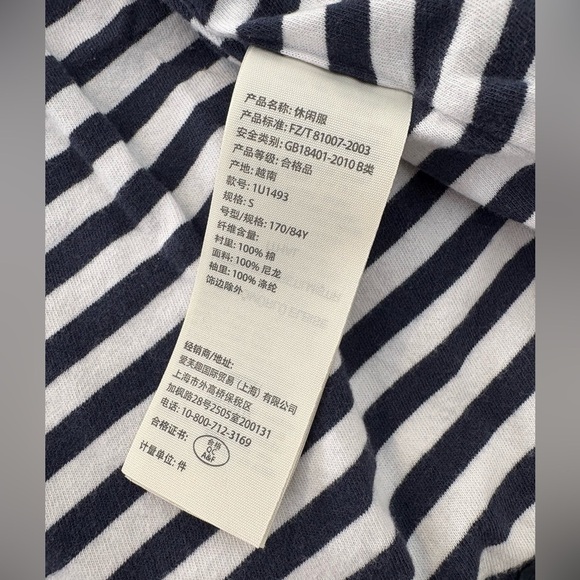 产品名称: 休闲服
产品标准: FZ/T 81007-2003
安全类别: GB18401-2010 B类
产品等级: 合格品
产地: 越南
款号: 1U1493
规格: S
号型/规格: 170/84Y
纤维含量:
衬里: 100% 棉
面料: 100% 尼龙
袖里: 100% 涤纶
饰边除外
经销商/地址:
爱芙趣国际贸易（上海）有限公司
上海市外高桥保税区
加枫路28号2505室200131
电话: 10-800-712-3169
合格证书:
合格
QC
A&F
计量单位: 件